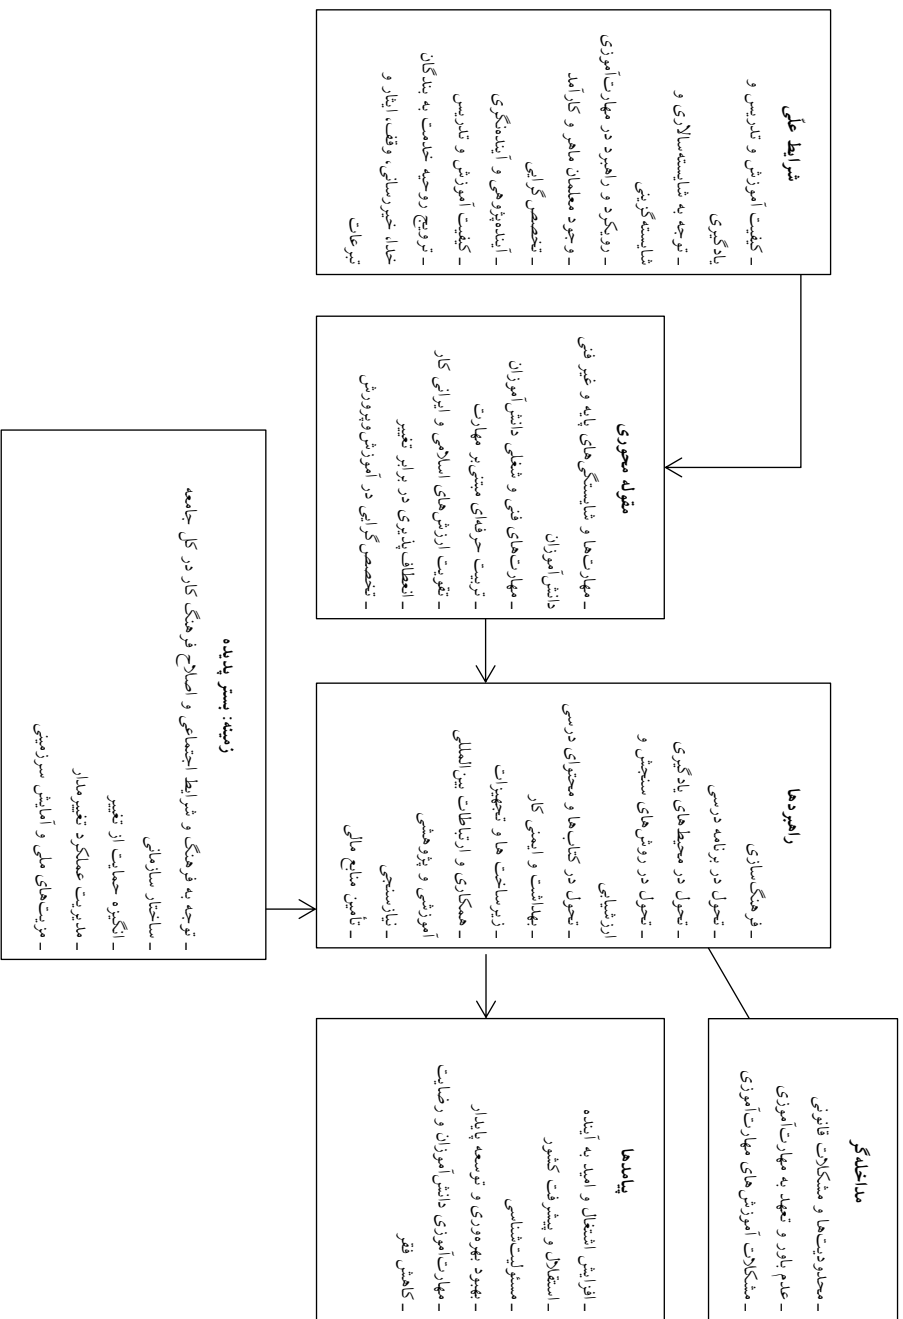 شرایط علّی
- کیفیت آموزش و تدریس و
یادگیری
- توجه به شایسته‌سالاری و
شایسته‌گزینی
- رویکرد و راهبرد در مهارت‌آموزی
- وجود معلمان ماهر و کارآمد
- تخصص گرایی
- آینده‌پژوهی و آینده‌نگری
- کیفیت آموزش و تدریس
- ترویج روحیه خدمت به بندگان
خدا، خیررسانی، وقف، ایثار و
تبرعات
مقوله محوری
- مهارت‌ها و شایستگی‌های پایه و غیر فنی
دانش‌آموزان
- مهارت‌های فنی و شغلی دانش‌آموزان
- تربیت حرفه‌ای مبتنی‌بر مهارت
- تقویت ارزش‌های اسلامی و ایرانی کار
- انعطاف‌پذیری در برابر تغییر
- تخصص‌گرایی در آموزش‌وپرورش
راهبردها
- فرهنگ‌سازی
- تحول در برنامه درسی
- تحول در محیط‌های یادگیری
- تحول در روش‌های سنجش و
ارزشیابی
- تحول در کتاب‌ها و محتوای درسی
- بهداشت و ایمنی کار
- زیرساخت ها و تجهیزات
- همکاری و ارتباطات بین‌المللی
آموزشی و پژوهشی
- نیازسنجی
- تأمین منابع مالی
زمینه: بستر پدیده
- توجه به فرهنگ و شرایط اجتماعی و اصلاح فرهنگ کار در کل جامعه
- ساختار سازمانی
- انگیزه حمایت از تغییر
- مدیریت عملکرد تغییرمدار
- مزیت‌های ملی و آمایش سرزمینی
مداخله‌گر
- محدودیت‌ها و مشکلات قانونی
- عدم باور و تعهد به مهارت‌آموزی
- مشکلات آموزش‌های مهارت‌آموزی
پیامدها
- افزایش اشتغال و امید به آینده
- استقلال و پیشرفت کشور
- مسئولیت‌شناسی
- بهبود بهره‌وری و توسعه پایدار
- مهارت‌آموزی دانش‌آموزان و رضایت
- کاهش فقر